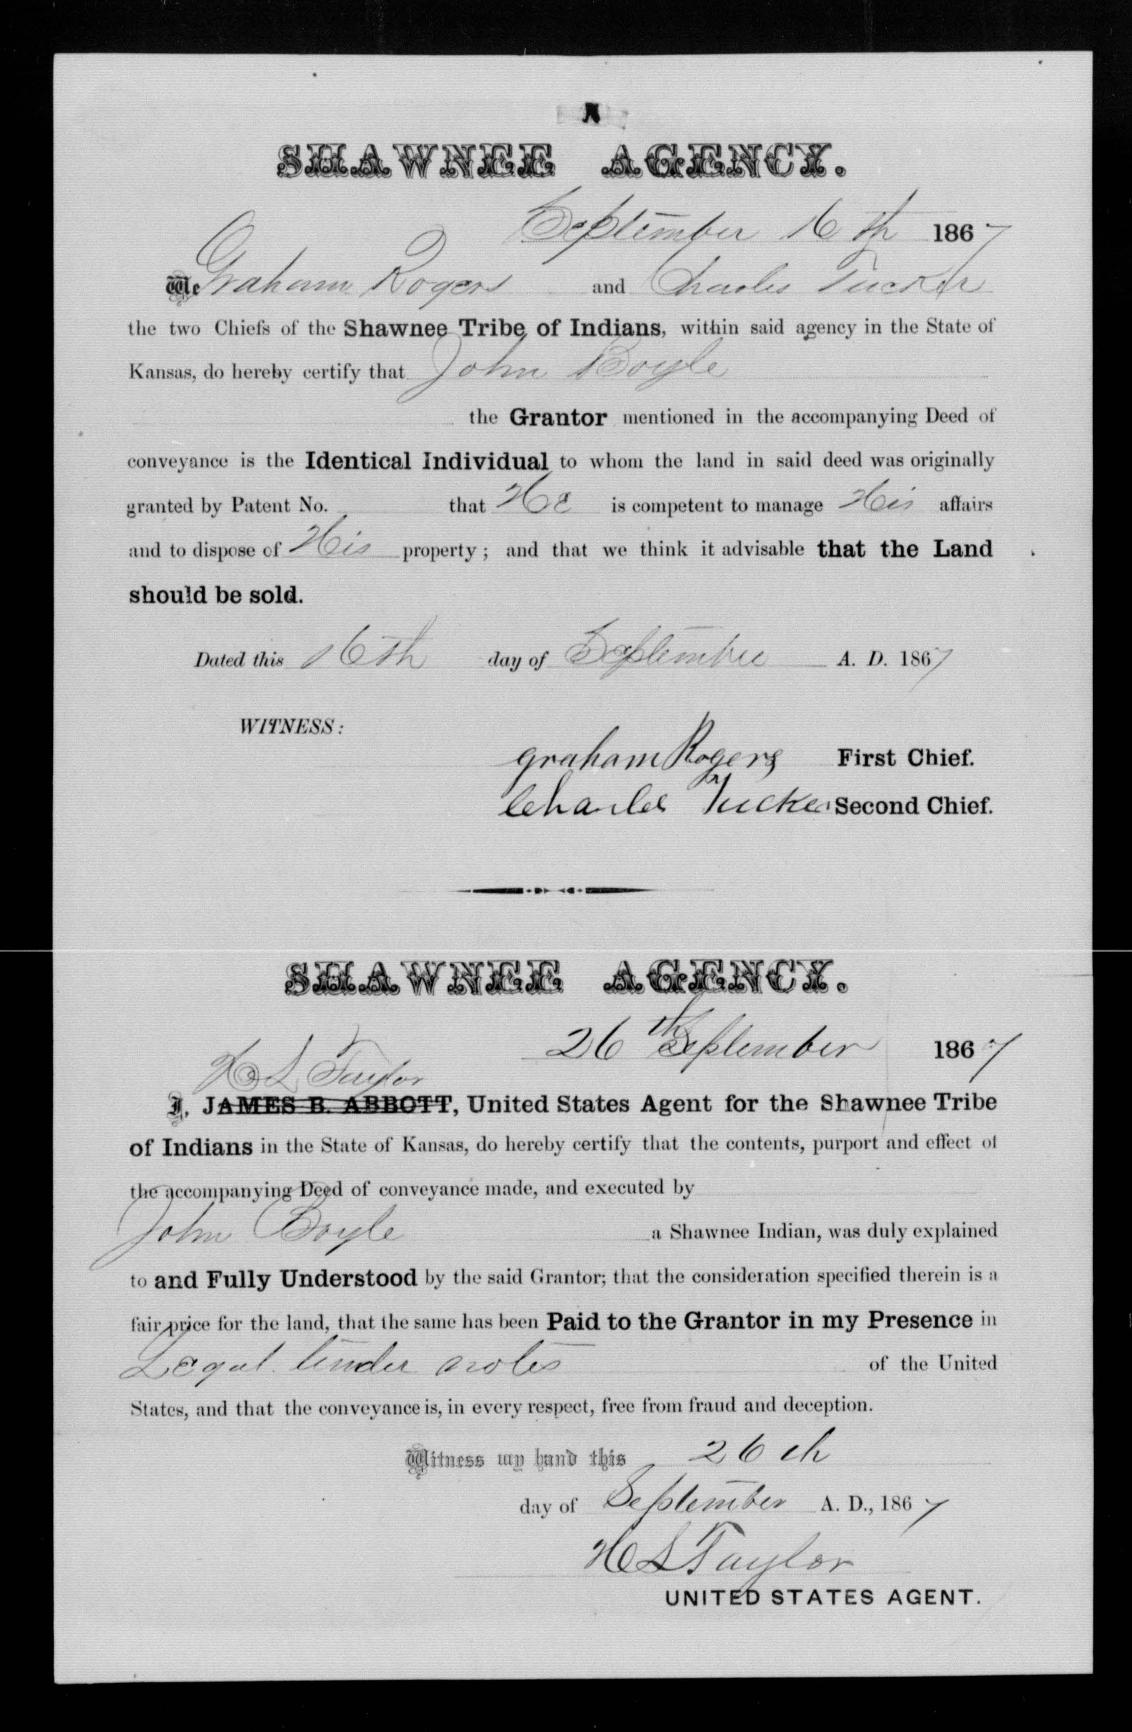 SHAWNEE AGENCY.
September 16th 1867
We Graham Rogers and Charles Tucker
the two Chiefs of the Shawnee Tribe of Indians, within said agency in the State of
Kansas, do hereby certify that John Boyle
the Grantor mentioned in the accompanying Deed of
conveyance is the Identical Individual to whom the land in said deed was originally
granted by Patent No. that He is competent to manage His affairs
and to dispose of His property; and that we think it advisable that the Land
should be sold.
Dated this 16th day of September A. D. 1867
WITNESS:
Graham Rogers First Chief.
Charles Tucker Second Chief.
SHAWNEE AGENCY.
26th September 1867
H L Taylor
I, JAMES B. ABBOTT, United States Agent for the Shawnee Tribe
of Indians in the State of Kansas, do hereby certify that the contents, purport and effect of
the accompanying Deed of conveyance made, and executed by
John Boyle a Shawnee Indian, was duly explained
to and Fully Understood by the said Grantor; that the consideration specified therein is a
fair price for the land, that the same has been Paid to the Grantor in my Presence in
Legal tender notes of the United
States, and that the conveyance is, in every respect, free from fraud and deception.
Witness my hand this 26th
day of September A. D., 1867
H L Taylor
UNITED STATES AGENT.